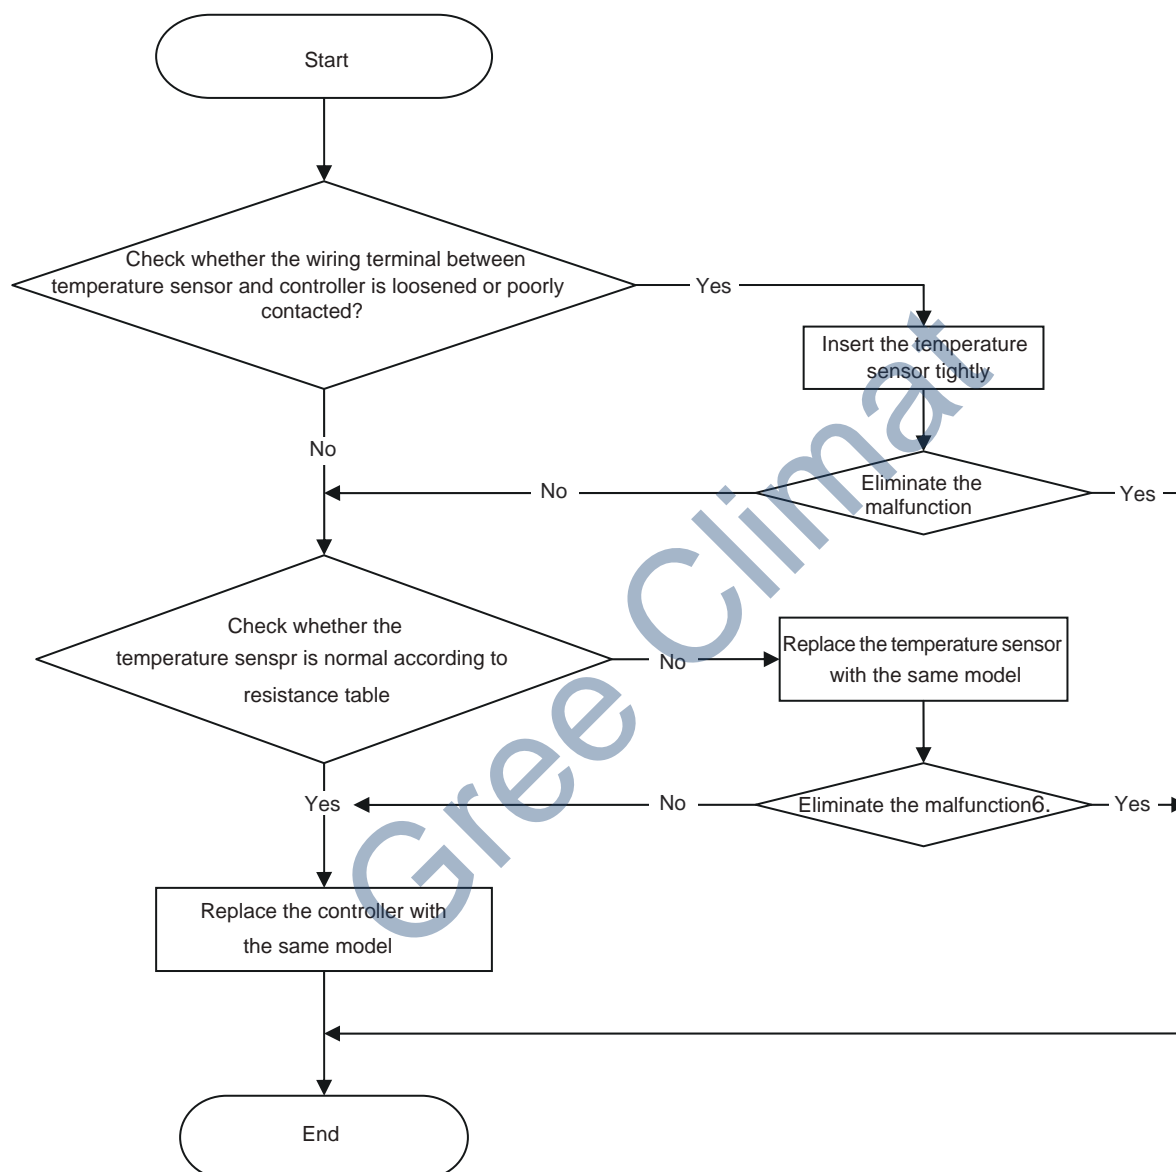 Start
Check whether the wiring terminal between
temperature sensor and controller is loosened or poorly
contacted?
Yes
Insert the temperature
sensor tightly
No
Eliminate the
malfunction
No
Yes
Check whether the
temperature senspr is normal according to
resistance table
No
Replace the temperature sensor
with the same model
Yes
No
Eliminate the malfunction6.
Yes
Replace the controller with
the same model
End
Gree Climat